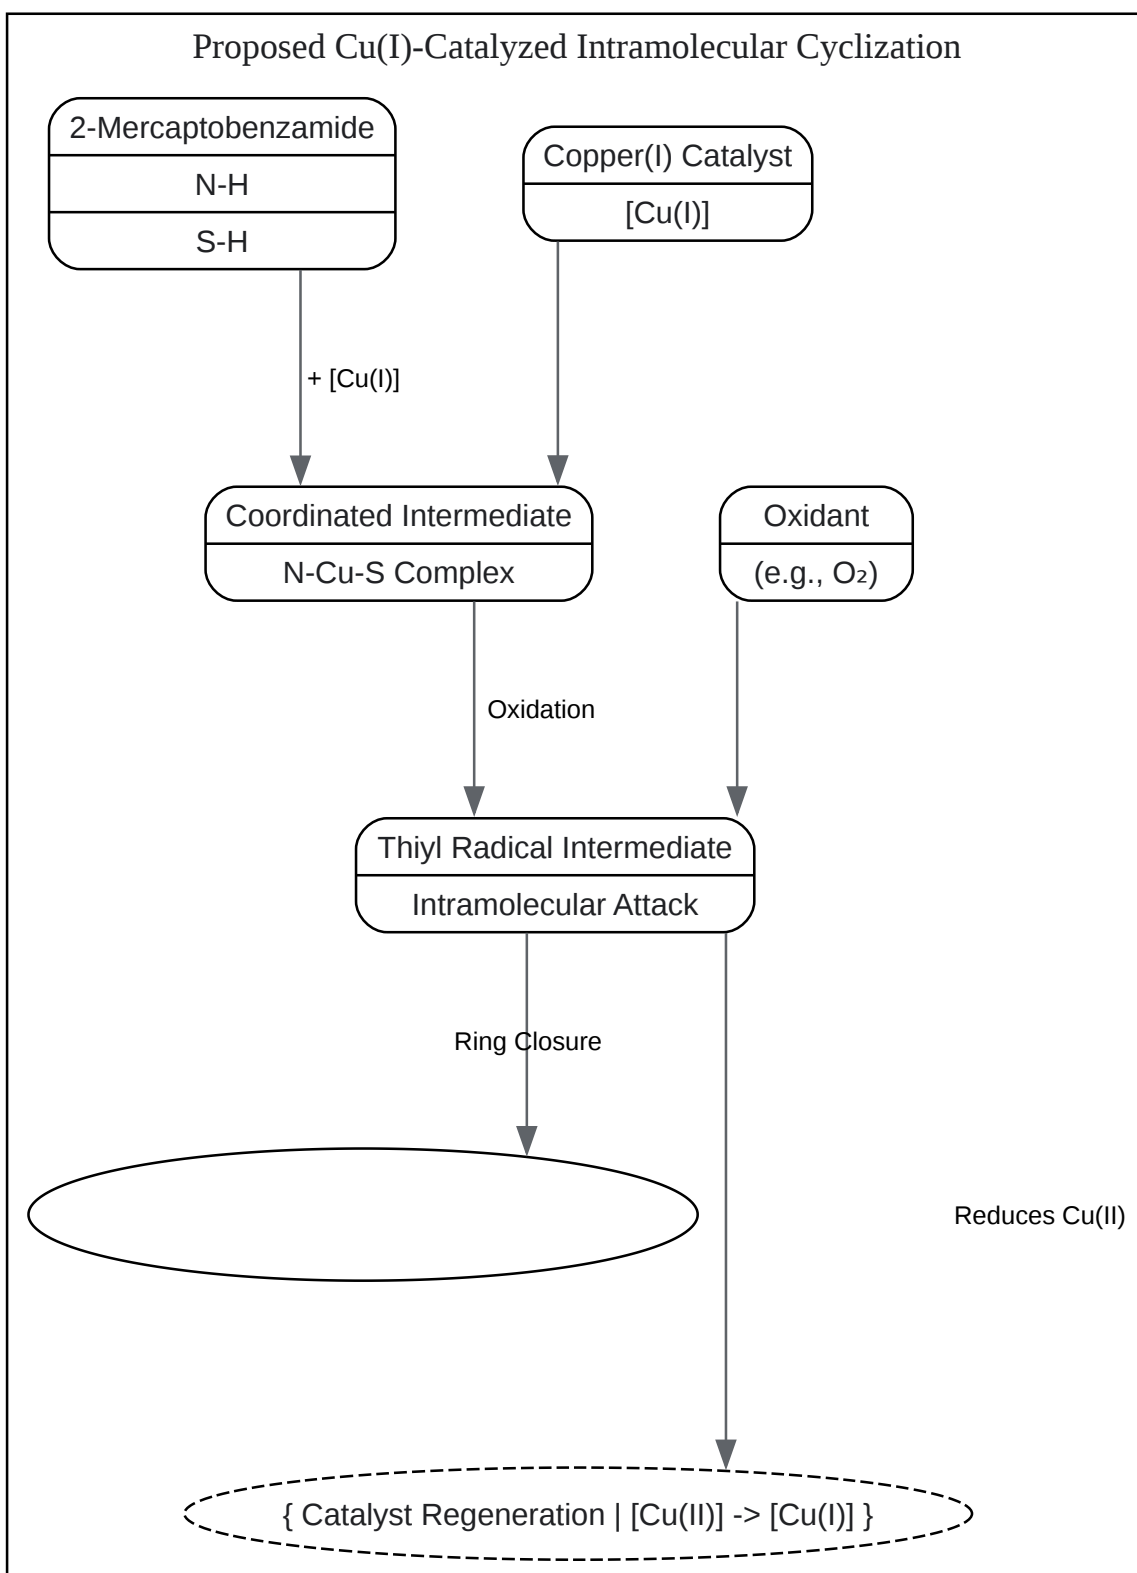 Proposed Cu(I)-Catalyzed Intramolecular Cyclization
2-Mercaptobenzamide
N-H
S-H
Copper(I) Catalyst
[Cu(I)]
+ [Cu(I)]
Coordinated Intermediate
N-Cu-S Complex
Oxidant
(e.g., O₂)
Oxidation
Thiyl Radical Intermediate
Intramolecular Attack
Ring Closure
Reduces Cu(II)
{ Catalyst Regeneration | [Cu(II)] -> [Cu(I)] }